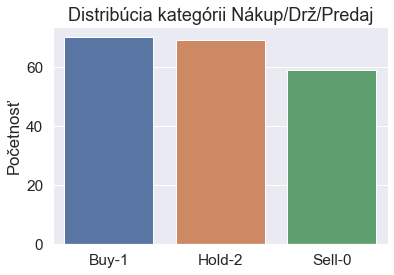 Distribúcia kategórii Nákup/Drž/Predaj
Početnosť
60
40
20
0
Buy-1
Hold-2
Sell-0